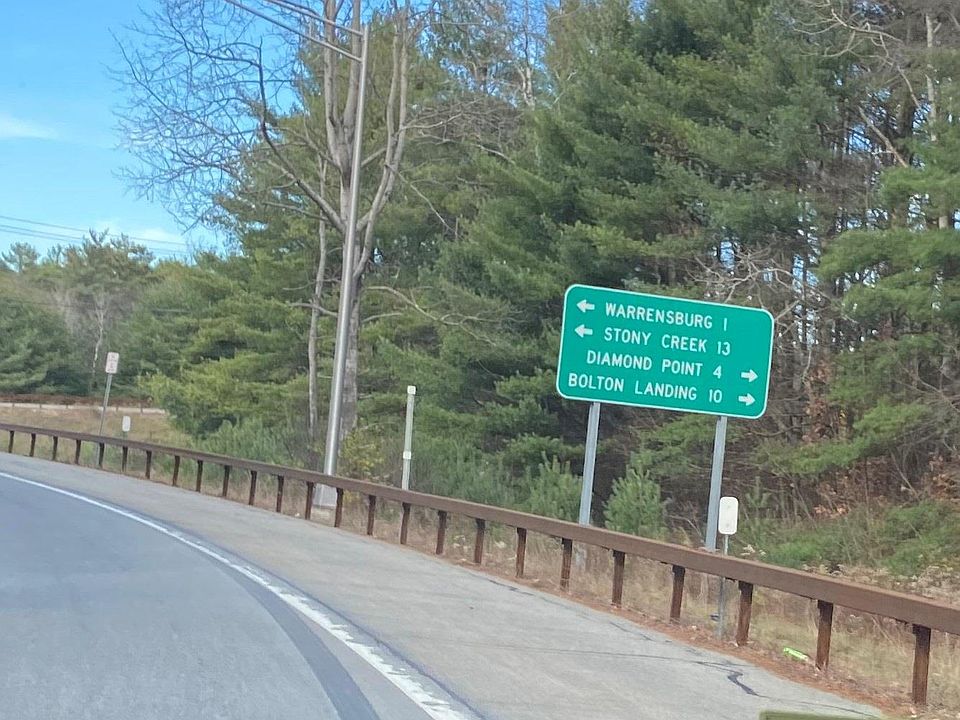 ← WARRENSBURG 1
← STONY CREEK 13
DIAMOND POINT 4 →
BOLTON LANDING 10 →